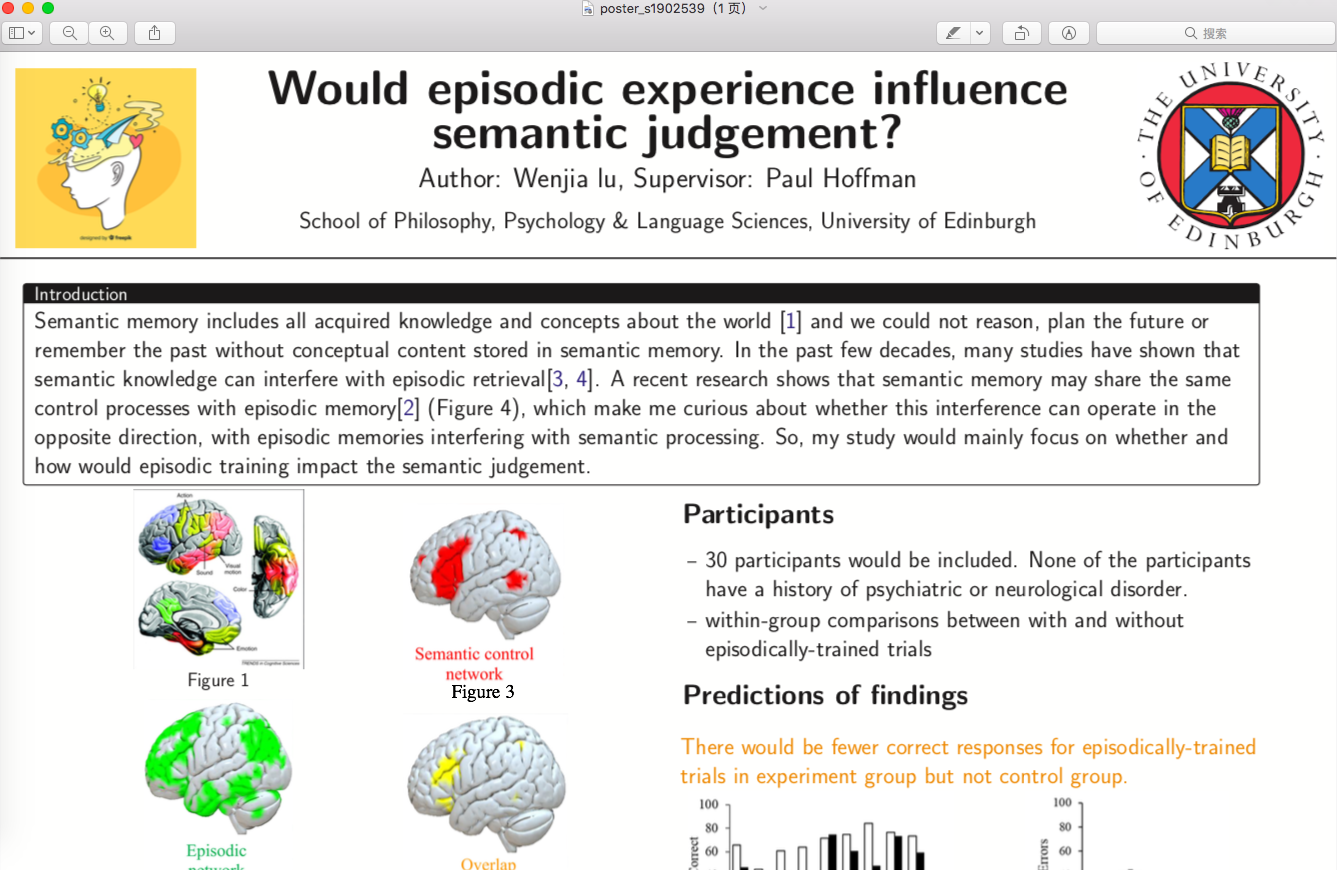 poster_s1902539（1 页）
搜索
Would episodic experience influence
semantic judgement?
Author: Wenjia lu, Supervisor: Paul Hoffman
School of Philosophy, Psychology & Language Sciences, University of Edinburgh
designed by freepik
THE UNIVERSITY OF EDINBURGH
Introduction
Semantic memory includes all acquired knowledge and concepts about the world [1] and we could not reason, plan the future or
remember the past without conceptual content stored in semantic memory. In the past few decades, many studies have shown that
semantic knowledge can interfere with episodic retrieval[3, 4]. A recent research shows that semantic memory may share the same
control processes with episodic memory[2] (Figure 4), which make me curious about whether this interference can operate in the
opposite direction, with episodic memories interfering with semantic processing. So, my study would mainly focus on whether and
how would episodic training impact the semantic judgement.
Action
Sound
Visual
motion
Color
Emotion
TRENDS in Cognitive Sciences
Figure 1
Semantic control
network
Figure 3
Episodic
network
Overlap
Participants
– 30 participants would be included. None of the participants
have a history of psychiatric or neurological disorder.
– within-group comparisons between with and without
episodically-trained trials
Predictions of findings
There would be fewer correct responses for episodically-trained
trials in experiment group but not control group.
100
80
60
Correct
100
80
60
Errors